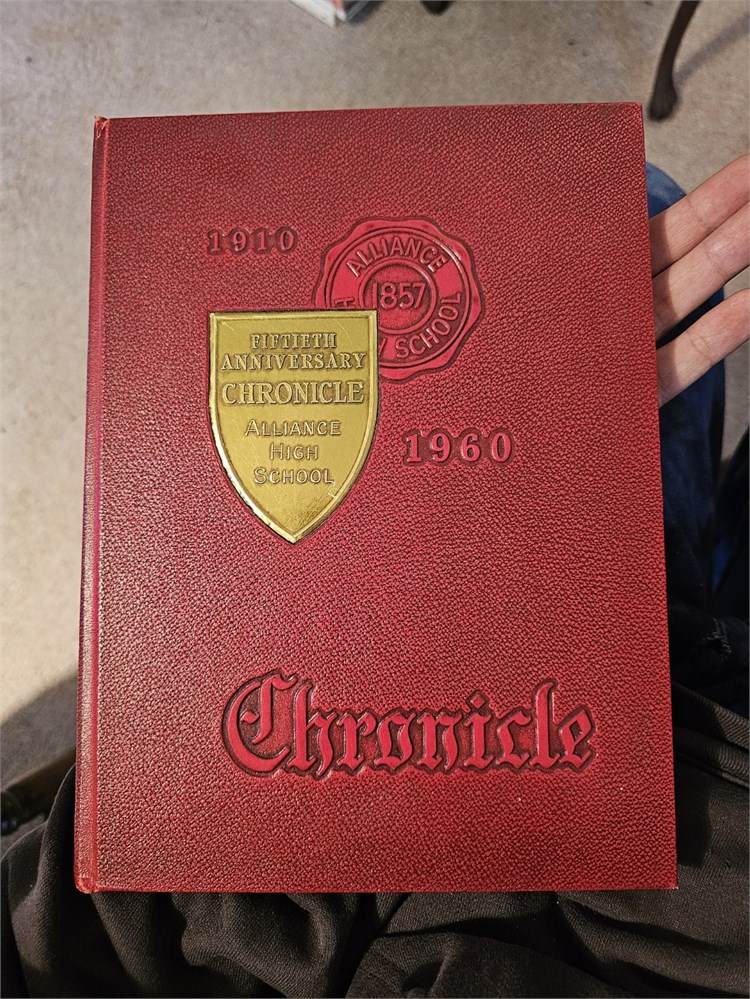 1910
ALLIANCE
1857
H
Y SCHOOL
FIFTIETH
ANNIVERSARY
CHRONICLE
ALLIANCE
HIGH
SCHOOL
1960
Chronicle